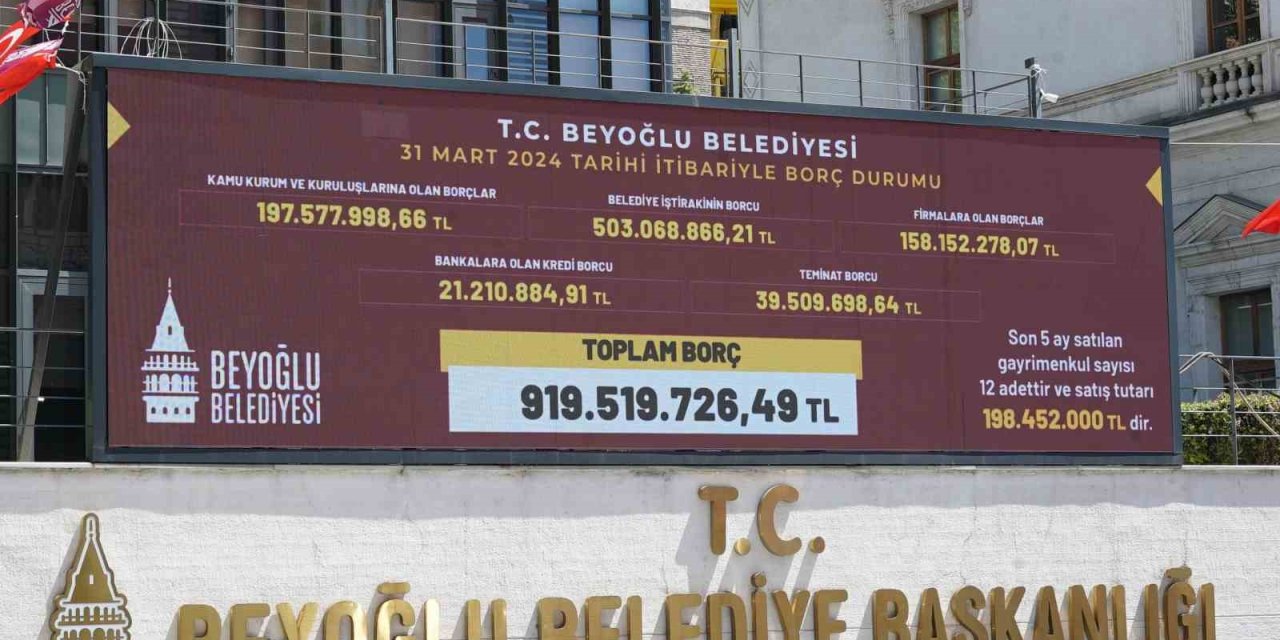 T.C. BEYOĞLU BELEDİYESİ
31 MART 2024 TARİHİ İTİBARİYLE BORÇ DURUMU
KAMU KURUM VE KURULUŞLARINA OLAN BORÇLAR
197.577.998,66 TL
BELEDİYE İŞTİRAKİNİN BORCU
503.068.866,21 TL
FİRMALARA OLAN BORÇLAR
158.152.278,07 TL
BANKALARA OLAN KREDİ BORCU
21.210.884,91 TL
TEMİNAT BORCU
39.509.698,64 TL
TOPLAM BORÇ
919.519.726,49 TL
Son 5 ay satılan
gayrimenkul sayısı
12 adettir ve satış tutarı
198.452.000 TL dir.
BEYOĞLU
BELEDİYESİ
T.C.
BEYOĞLU BELEDİYE BAŞKANLIĞI